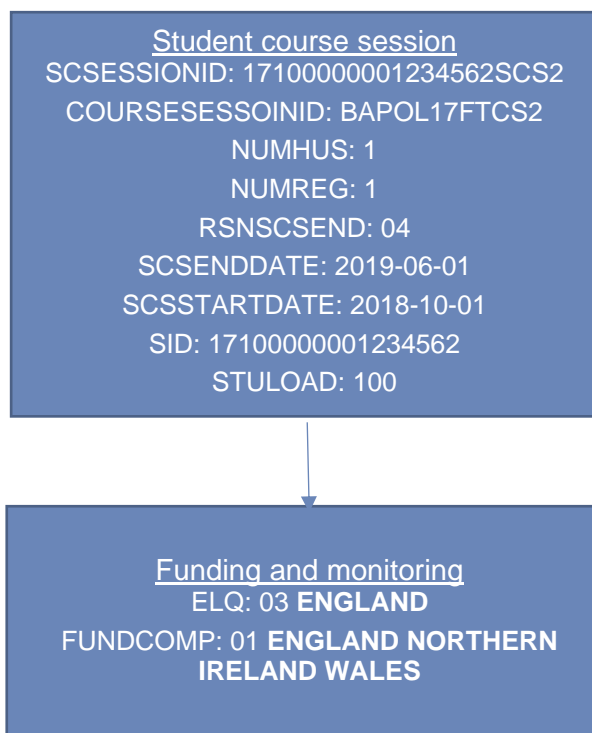 Student course session
SCSESSIONID: 17100000001234562SCS2
COURSESESSOINID: BAPOL17FTCS2
NUMHUS: 1
NUMREG: 1
RSNSCSEND: 04
SCSENDDATE: 2019-06-01
SCSSTARTDATE: 2018-10-01
SID: 17100000001234562
STULOAD: 100
Funding and monitoring
ELQ: 03 ENGLAND
FUNDCOMP: 01 ENGLAND NORTHERN
IRELAND WALES